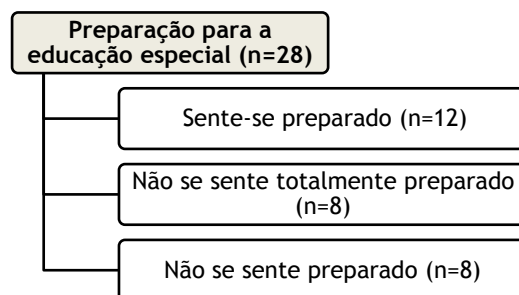 Preparação para a
educação especial (n=28)
Sente-se preparado (n=12)
Não se sente totalmente preparado
(n=8)
Não se sente preparado (n=8)